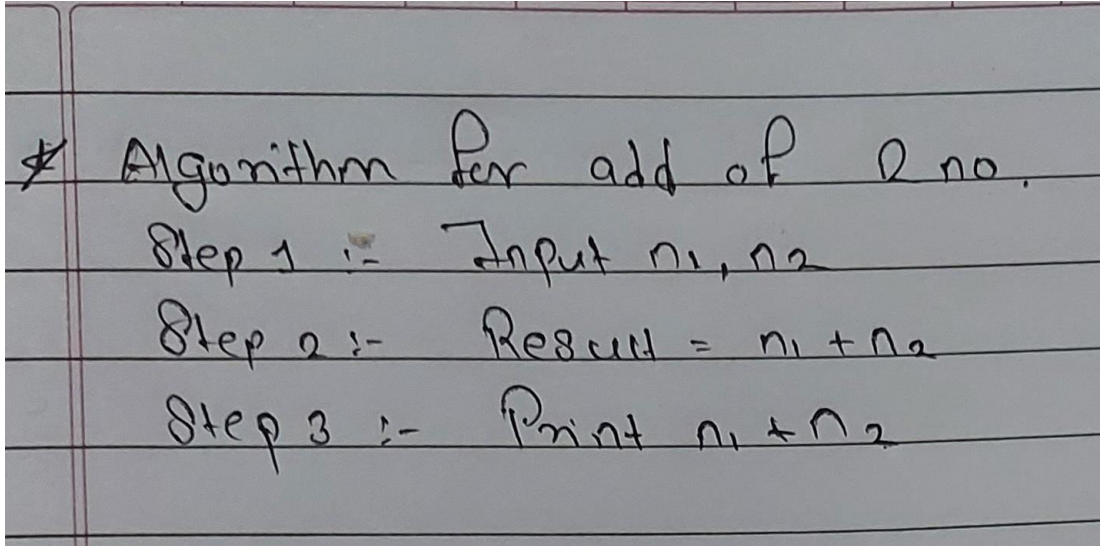 * Algorithm for add of 2 no.
Step 1 :- Input n1, n2
Step 2 :- Result = n1 + n2
Step 3 :- Print n1 + n2